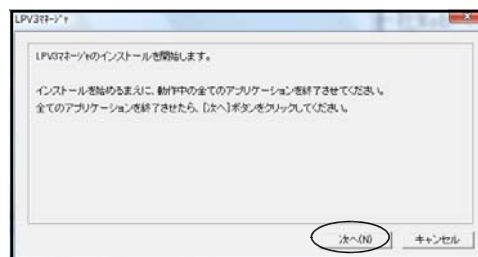 LPV3ﾏﾈｰｼﾞｬ
LPV3ﾏﾈｰｼﾞｬのインストールを開始します。
インストールを始めるまえに、動作中の全てのアプリケーションを終了させてください。
全てのアプリケーションを終了させたら、[次へ]ボタンをクリックしてください。
次へ(N)
キャンセル